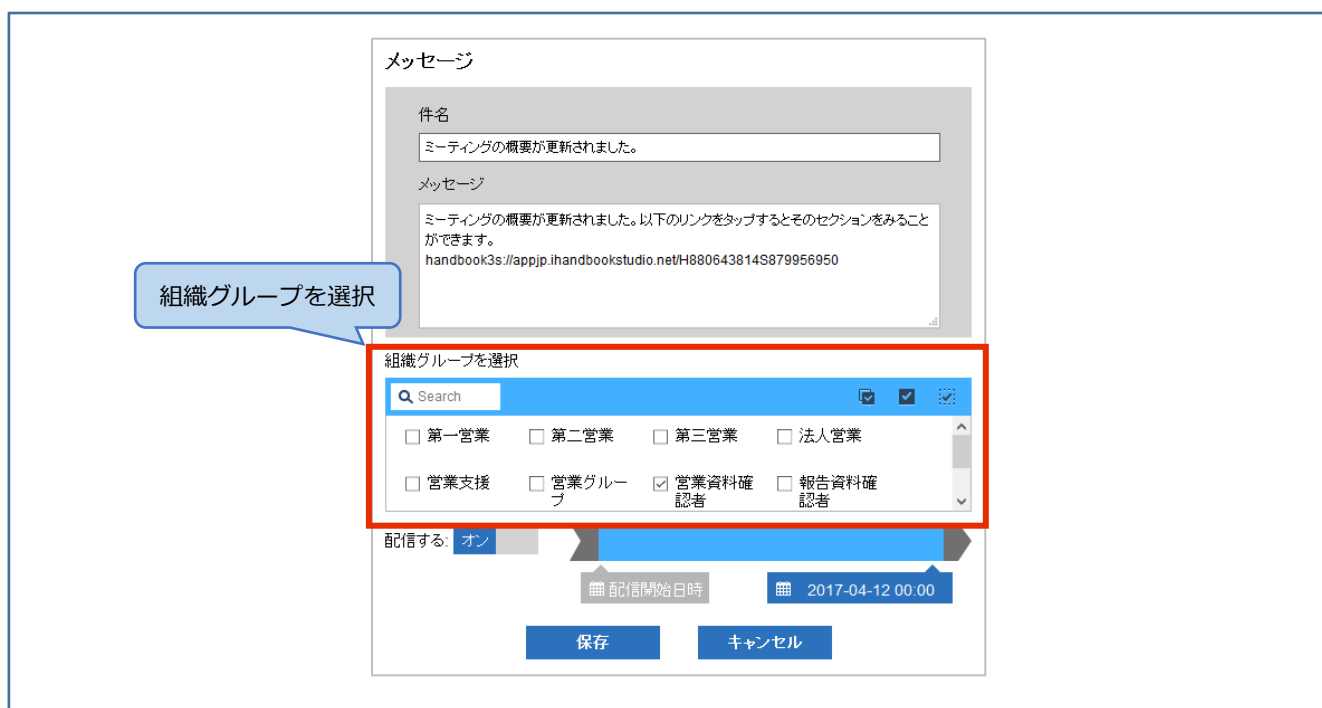 メッセージ
件名
ミーティングの概要が更新されました。
メッセージ
ミーティングの概要が更新されました。以下のリンクをタップするとそのセクションをみること
ができます。
handbook3s://appjp.ihandbookstudio.net/H880643814S879956950
組織グループを選択
組織グループを選択
Search
第一営業 第二営業 第三営業 法人営業
営業支援 営業グルー 営業資料確 報告資料確
プ 認者 認者
配信する: オン
配信開始日時 2017-04-12 00:00
保存 キャンセル